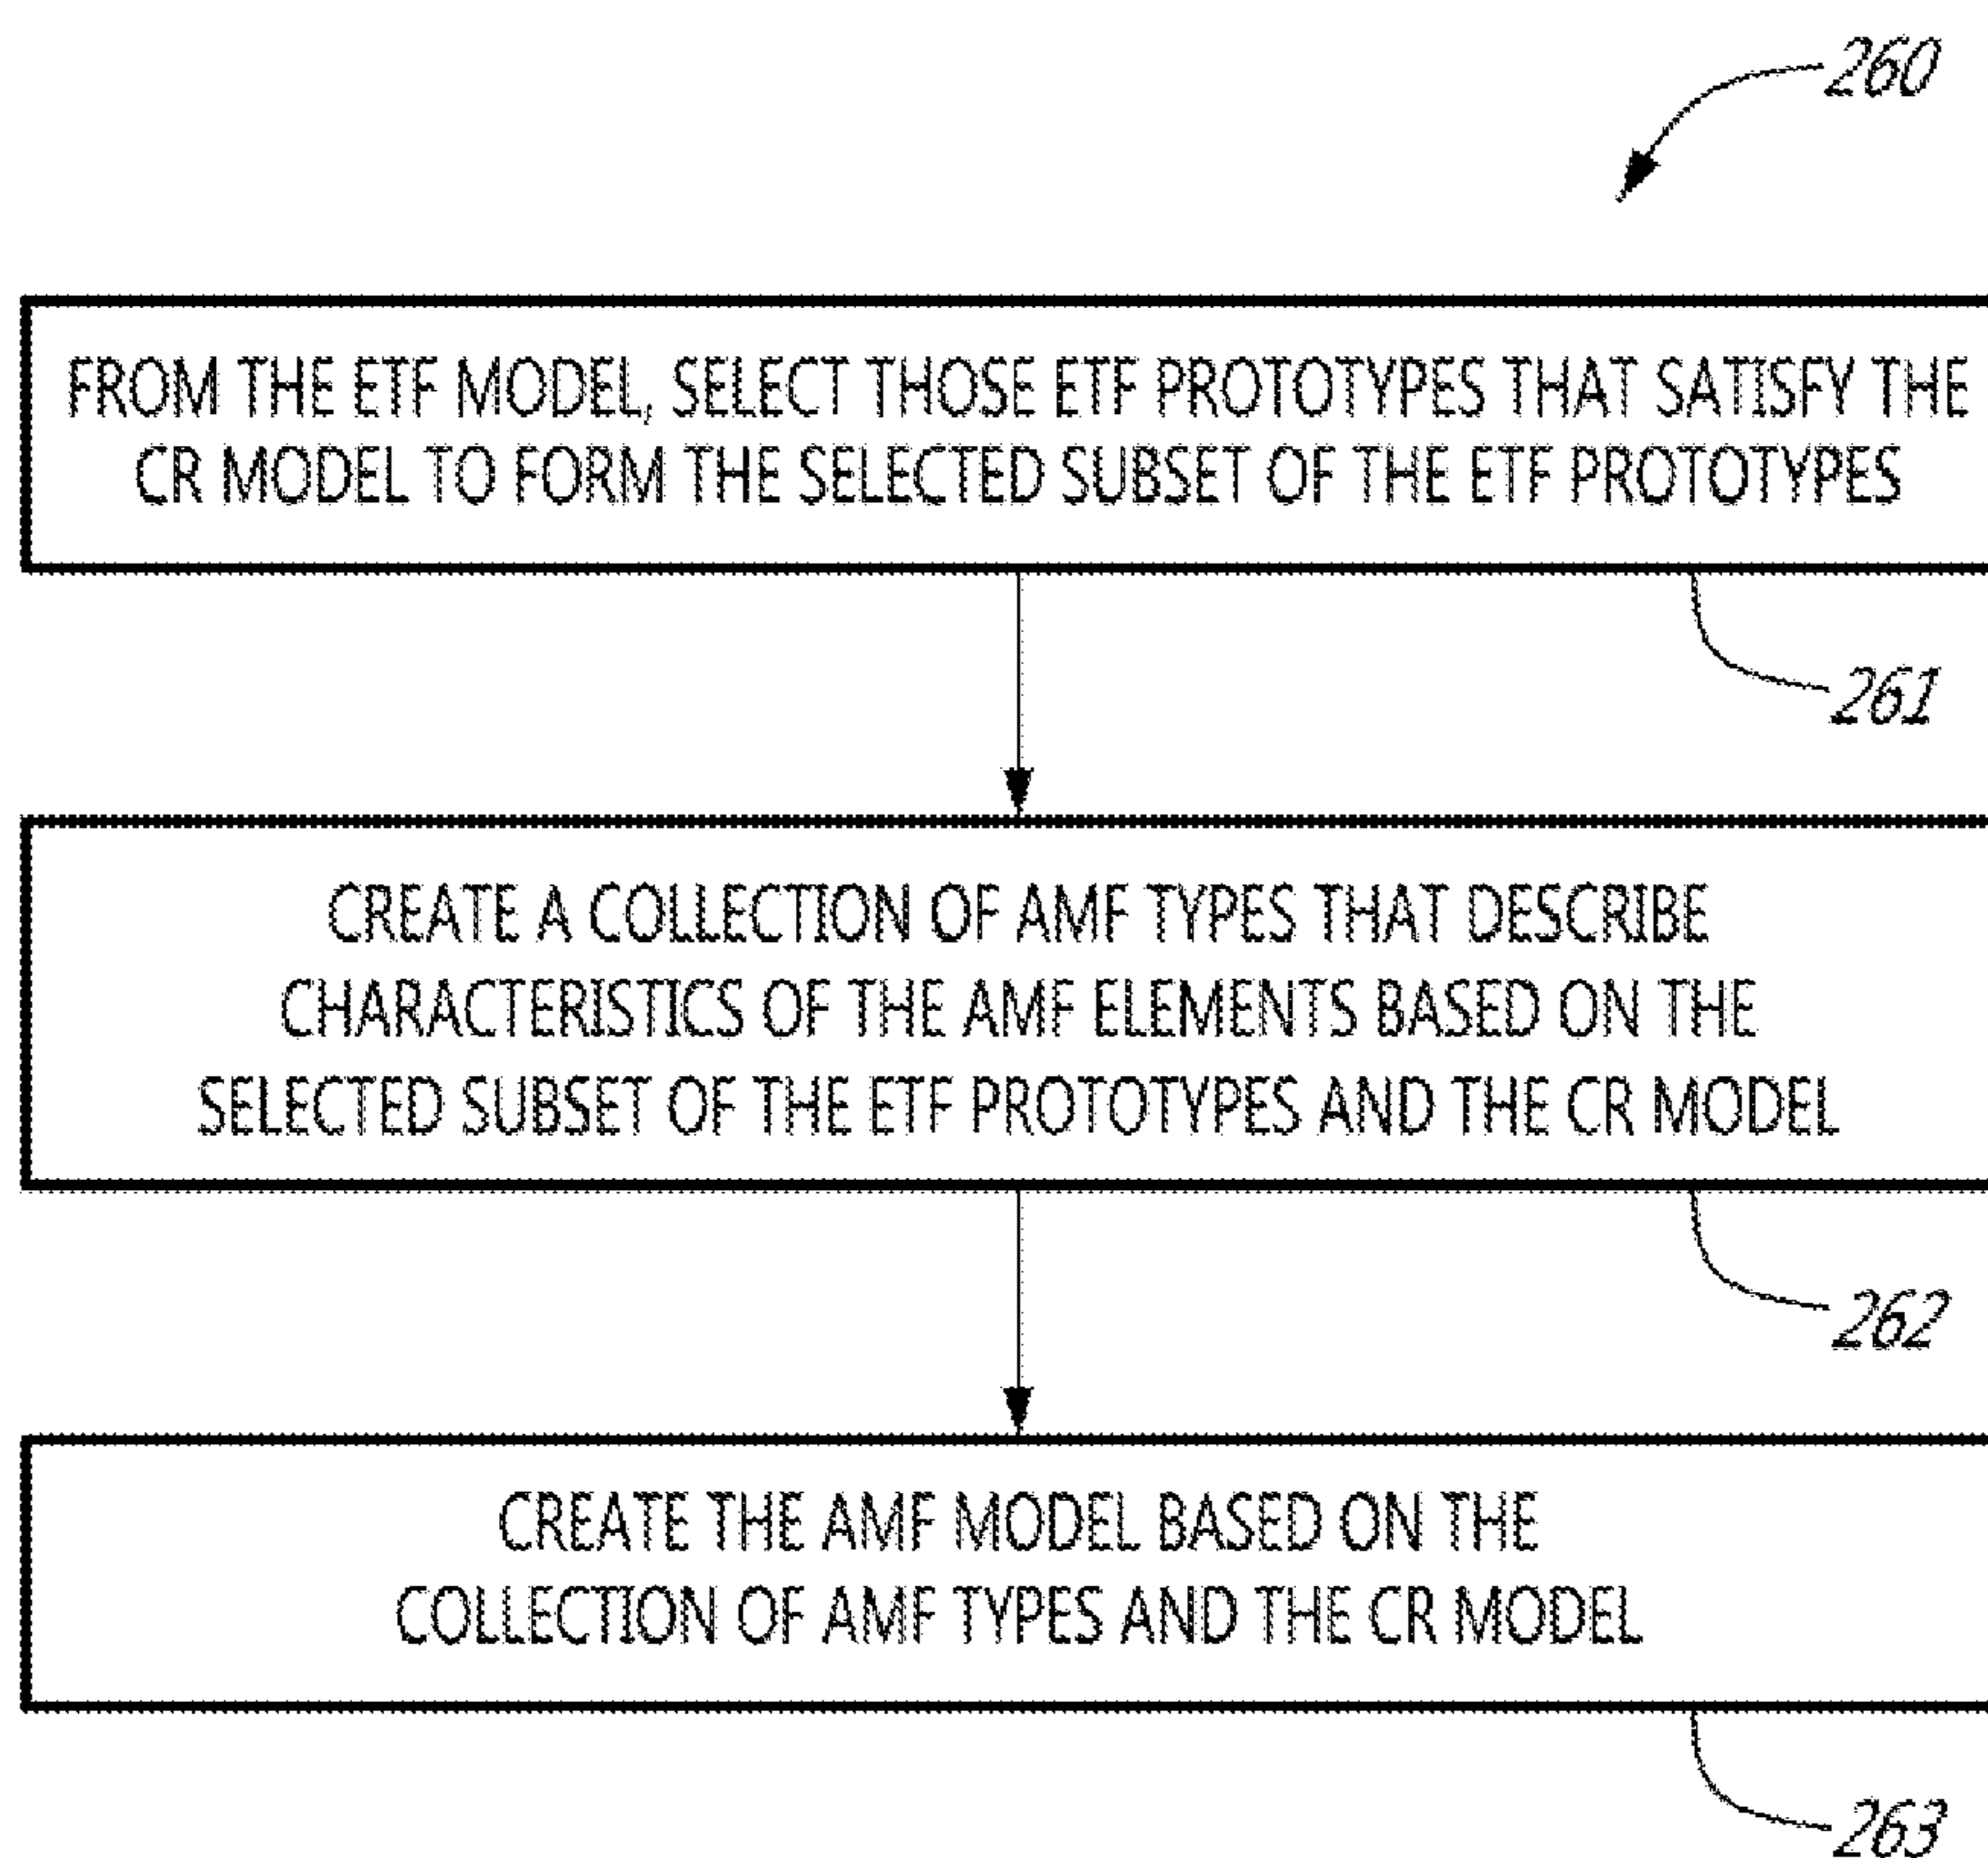 260
FROM THE ETF MODEL, SELECT THOSE ETF PROTOTYPES THAT SATISFY THE
CR MODEL TO FORM THE SELECTED SUBSET OF THE ETF PROTOTYPES
261
CREATE A COLLECTION OF AMF TYPES THAT DESCRIBE
CHARACTERISTICS OF THE AMF ELEMENTS BASED ON THE
SELECTED SUBSET OF THE ETF PROTOTYPES AND THE CR MODEL
262
CREATE THE AMF MODEL BASED ON THE
COLLECTION OF AMF TYPES AND THE CR MODEL
263